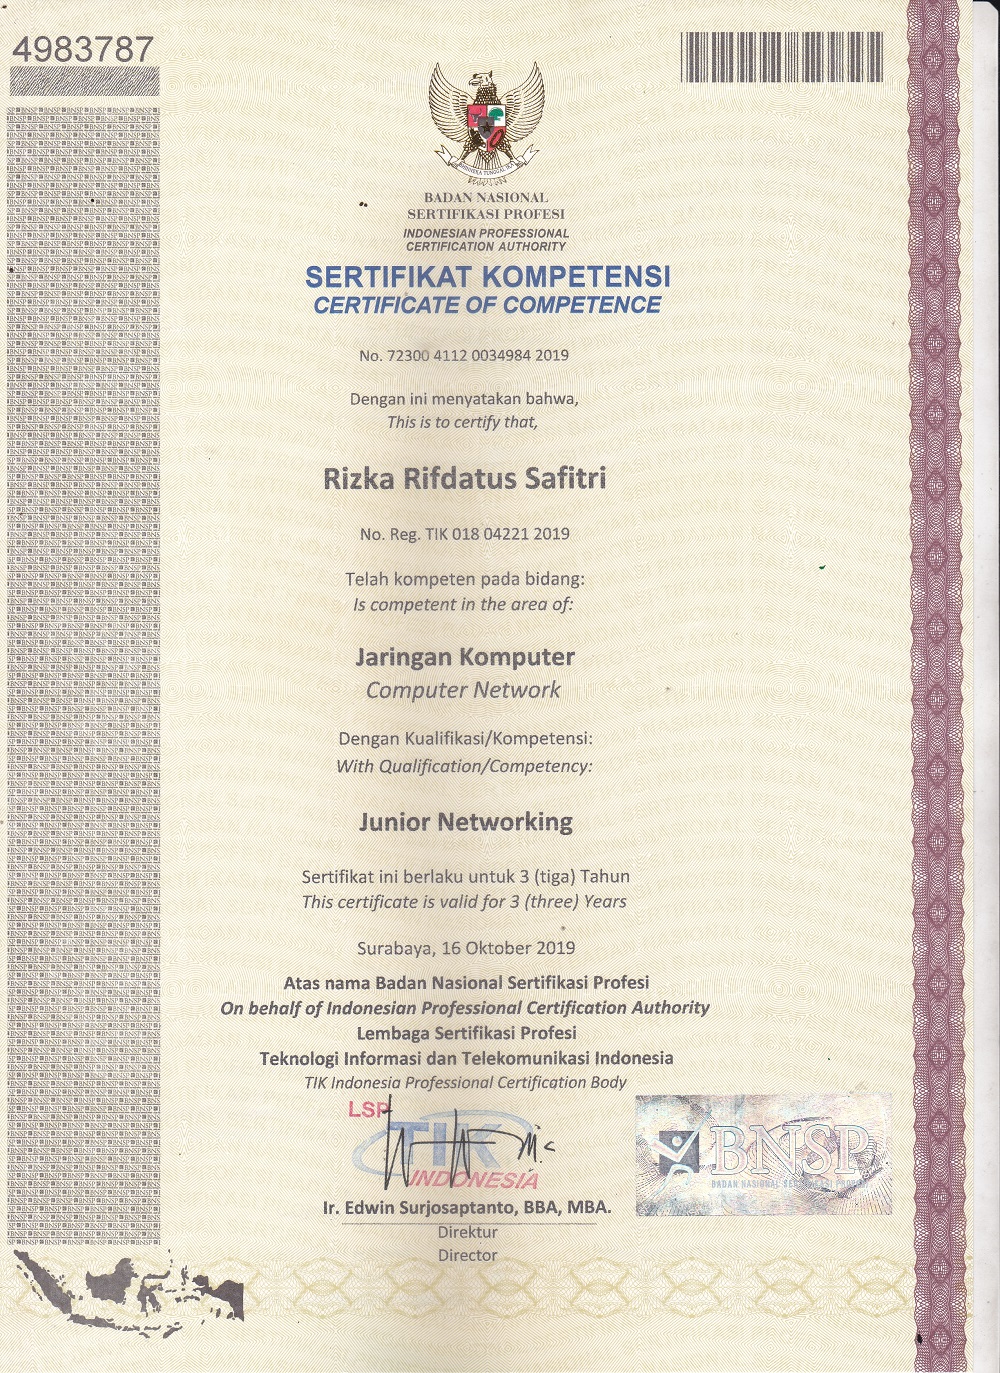 4983787
BHINNEKA TUNGGAL IKA
BADAN NASIONAL
SERTIFIKASI PROFESI
INDONESIAN PROFESSIONAL
CERTIFICATION AUTHORITY
SERTIFIKAT KOMPETENSI
CERTIFICATE OF COMPETENCE
No. 72300 4112 0034984 2019
Dengan ini menyatakan bahwa,
This is to certify that,
Rizka Rifdatus Safitri
No. Reg. TIK 018 04221 2019
Telah kompeten pada bidang:
Is competent in the area of:
Jaringan Komputer
Computer Network
Dengan Kualifikasi/Kompetensi:
With Qualification/Competency:
Junior Networking
Sertifikat ini berlaku untuk 3 (tiga) Tahun
This certificate is valid for 3 (three) Years
Surabaya, 16 Oktober 2019
Atas nama Badan Nasional Sertifikasi Profesi
On behalf of Indonesian Professional Certification Authority
Lembaga Sertifikasi Profesi
Teknologi Informasi dan Telekomunikasi Indonesia
TIK Indonesia Professional Certification Body
LSP
TIK
INDONESIA
BNSP
BADAN NASIONAL SERTIFIKASI PROFESI
Ir. Edwin Surjosaptanto, BBA, MBA.
Direktur
Director